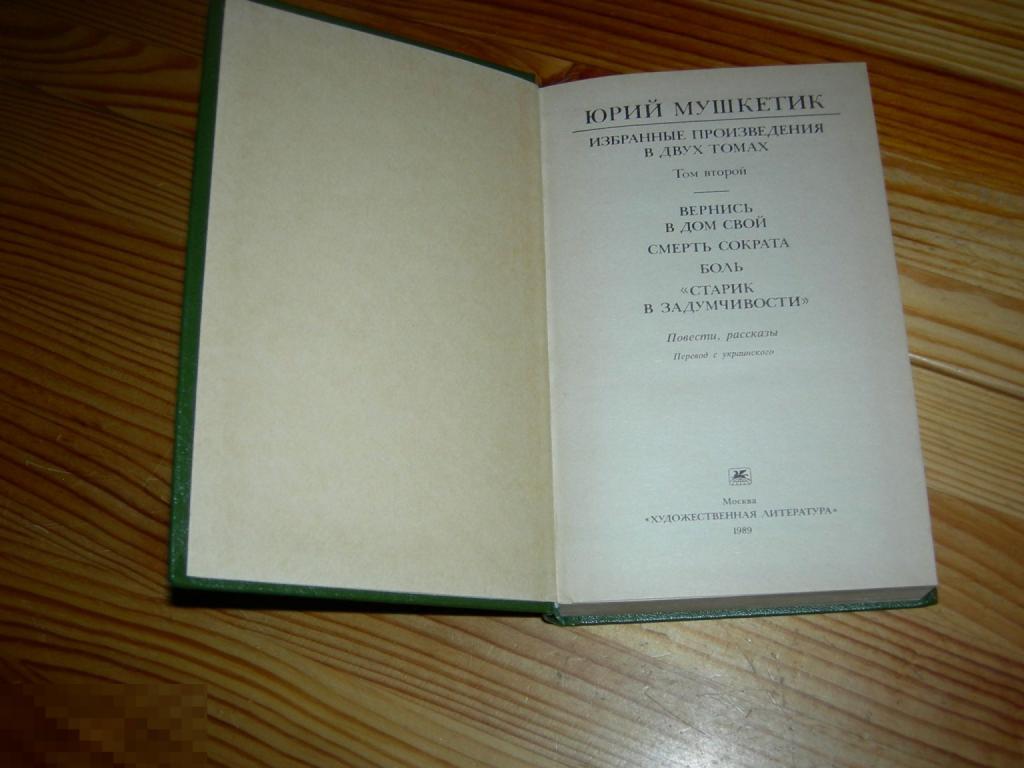 ЮРИЙ МУШКЕТИК
ИЗБРАННЫЕ ПРОИЗВЕДЕНИЯ
В ДВУХ ТОМАХ
Том второй
ВЕРНИСЬ
В ДОМ СВОЙ
СМЕРТЬ СОКРАТА
БОЛЬ
«СТАРИК
В ЗАДУМЧИВОСТИ»
Повести, рассказы
Перевод с украинского
Москва
«ХУДОЖЕСТВЕННАЯ ЛИТЕРАТУРА»
1989